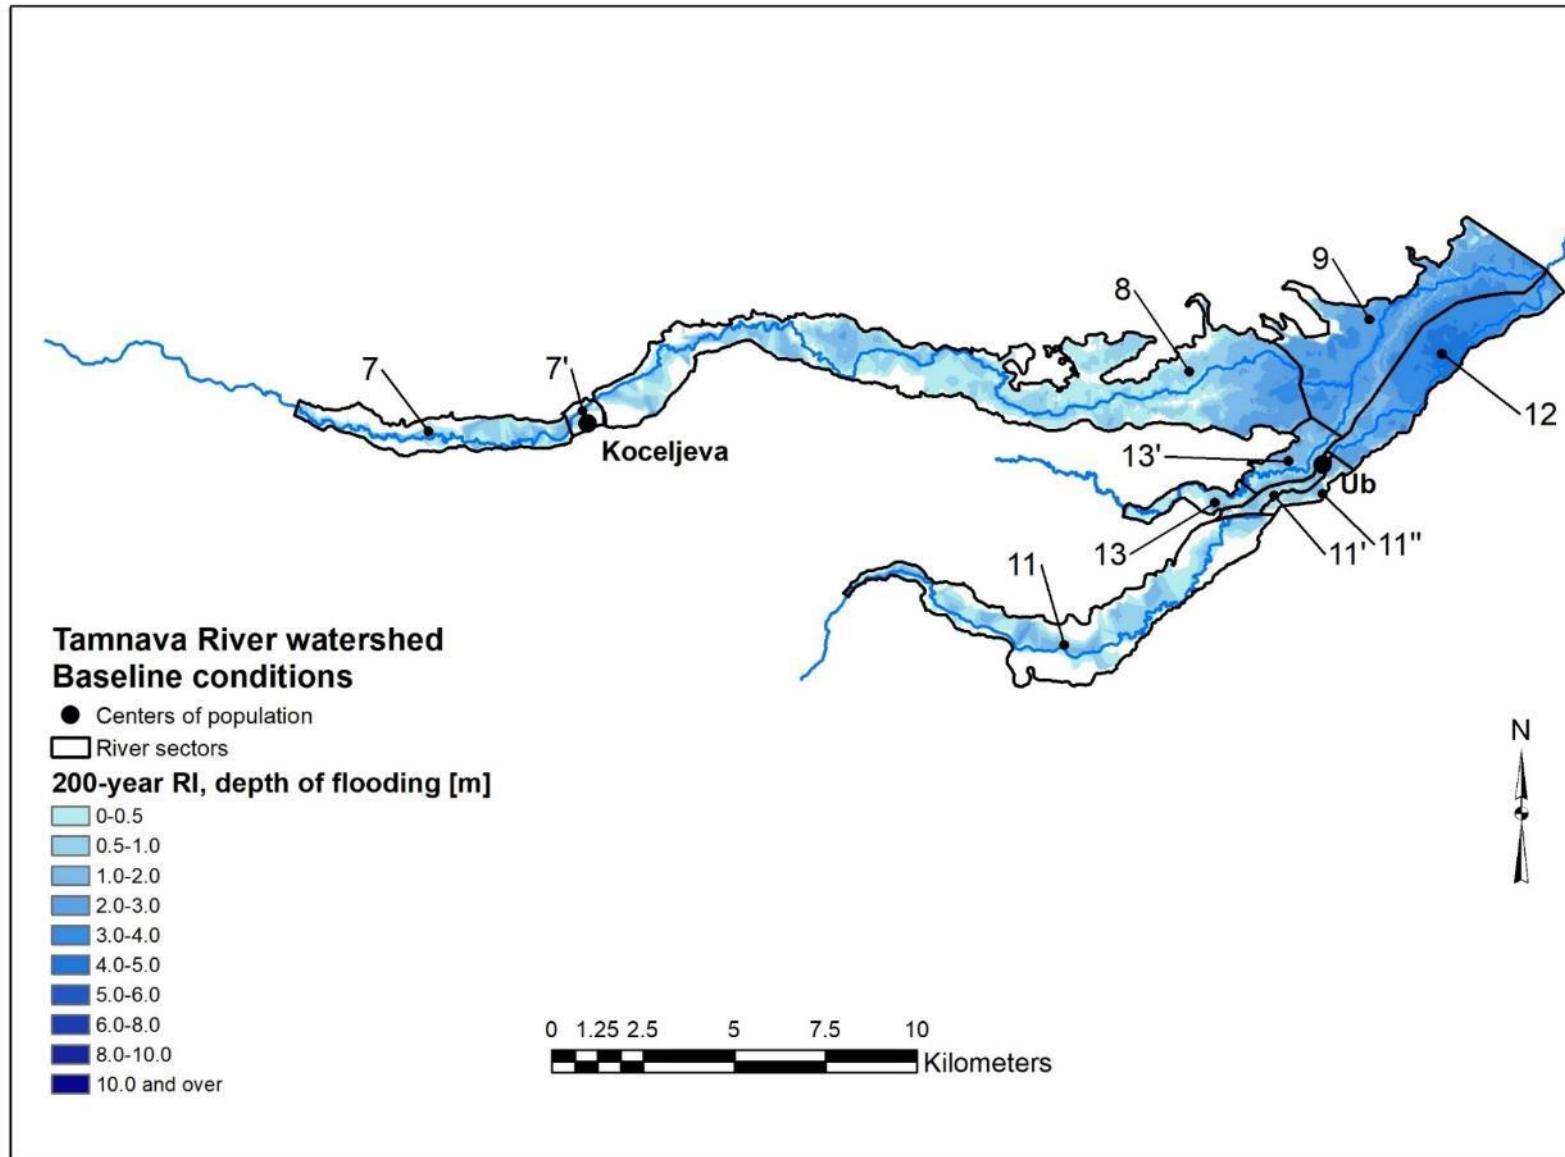 9
8
7
7'
12
Koceljeva
13'
Ub
13
11'
11"
11
Tamnava River watershed
Baseline conditions
Centers of population
River sectors
200-year RI, depth of flooding [m]
0-0.5
0.5-1.0
1.0-2.0
2.0-3.0
3.0-4.0
4.0-5.0
5.0-6.0
6.0-8.0
8.0-10.0
10.0 and over
N
0 1.25 2.5 5 7.5 10
Kilometers